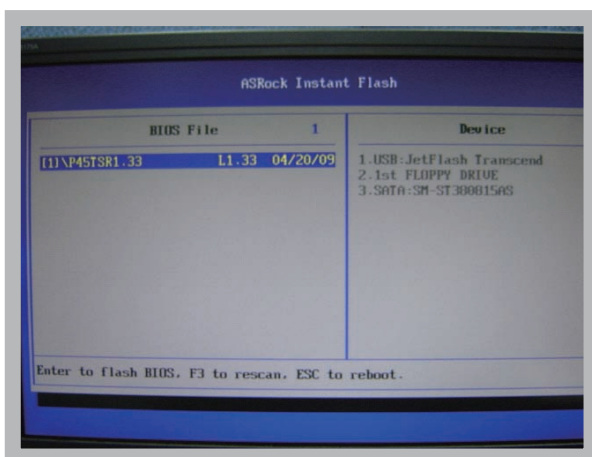 ASRock Instant Flash
BIOS File 1
[1]\P45TSR1.33 L1.33 04/20/09
Device
1.USB:JetFlash Transcend
2.1st FLOPPY DRIVE
3.SATA:SM-ST380815AS
Enter to flash BIOS, F3 to rescan, ESC to reboot.